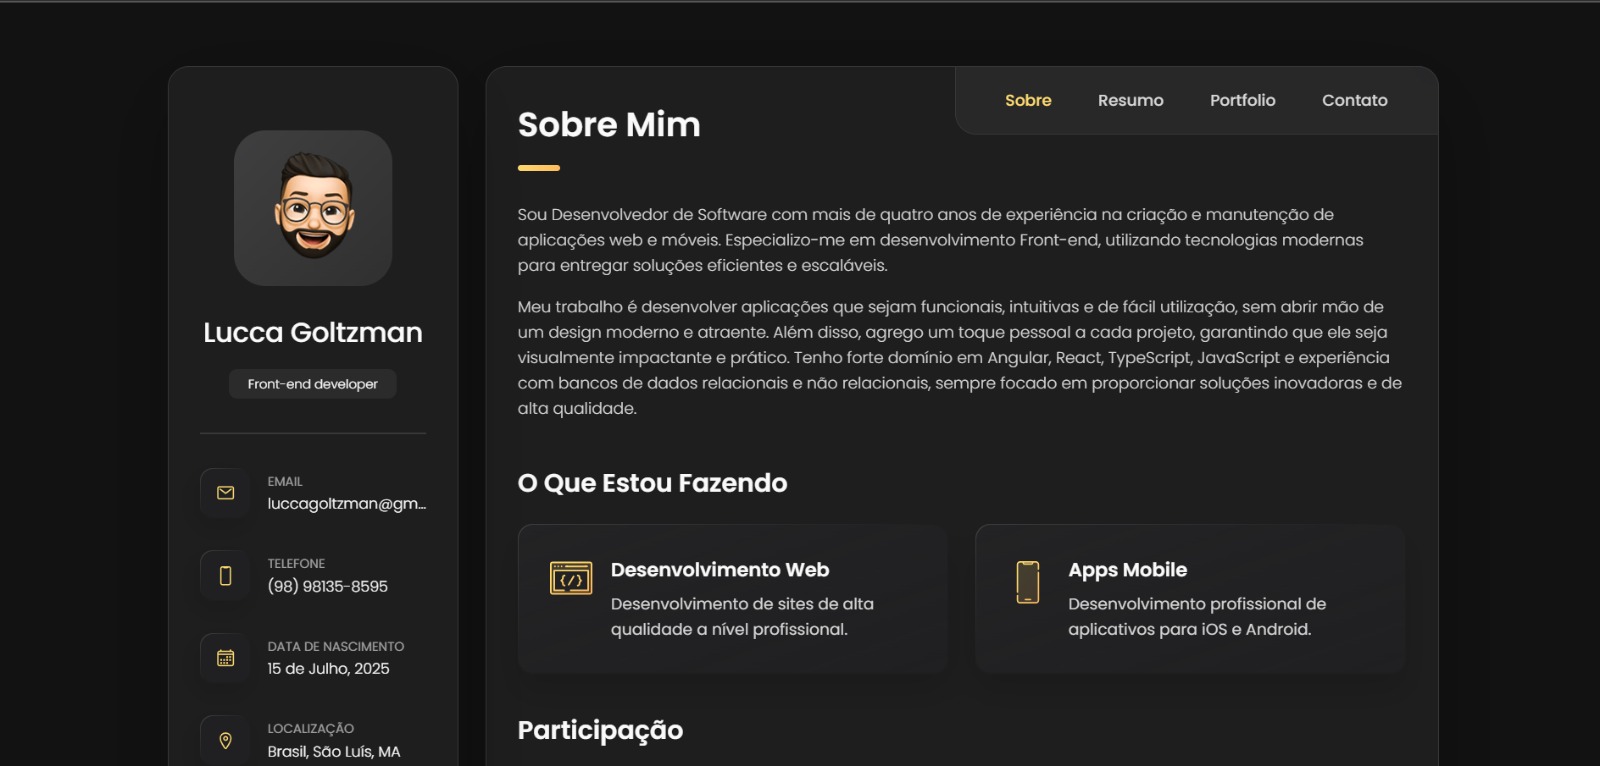 Sobre
Resumo
Portfolio
Contato
Lucca Goltzman
Front-end developer
EMAIL
luccagoltzman@gm...
TELEFONE
(98) 98135-8595
DATA DE NASCIMENTO
15 de Julho, 2025
LOCALIZAÇÃO
Brasil, São Luís, MA
Sobre Mim
Sou Desenvolvedor de Software com mais de quatro anos de experiência na criação e manutenção de
aplicações web e móveis. Especializo-me em desenvolvimento Front-end, utilizando tecnologias modernas
para entregar soluções eficientes e escaláveis.
Meu trabalho é desenvolver aplicações que sejam funcionais, intuitivas e de fácil utilização, sem abrir mão de
um design moderno e atraente. Além disso, agrego um toque pessoal a cada projeto, garantindo que ele seja
visualmente impactante e prático. Tenho forte domínio em Angular, React, TypeScript, JavaScript e experiência
com bancos de dados relacionais e não relacionais, sempre focado em proporcionar soluções inovadoras e de
alta qualidade.
O Que Estou Fazendo
Desenvolvimento Web
Desenvolvimento de sites de alta
qualidade a nível profissional.
Apps Mobile
Desenvolvimento profissional de
aplicativos para iOS e Android.
Participação